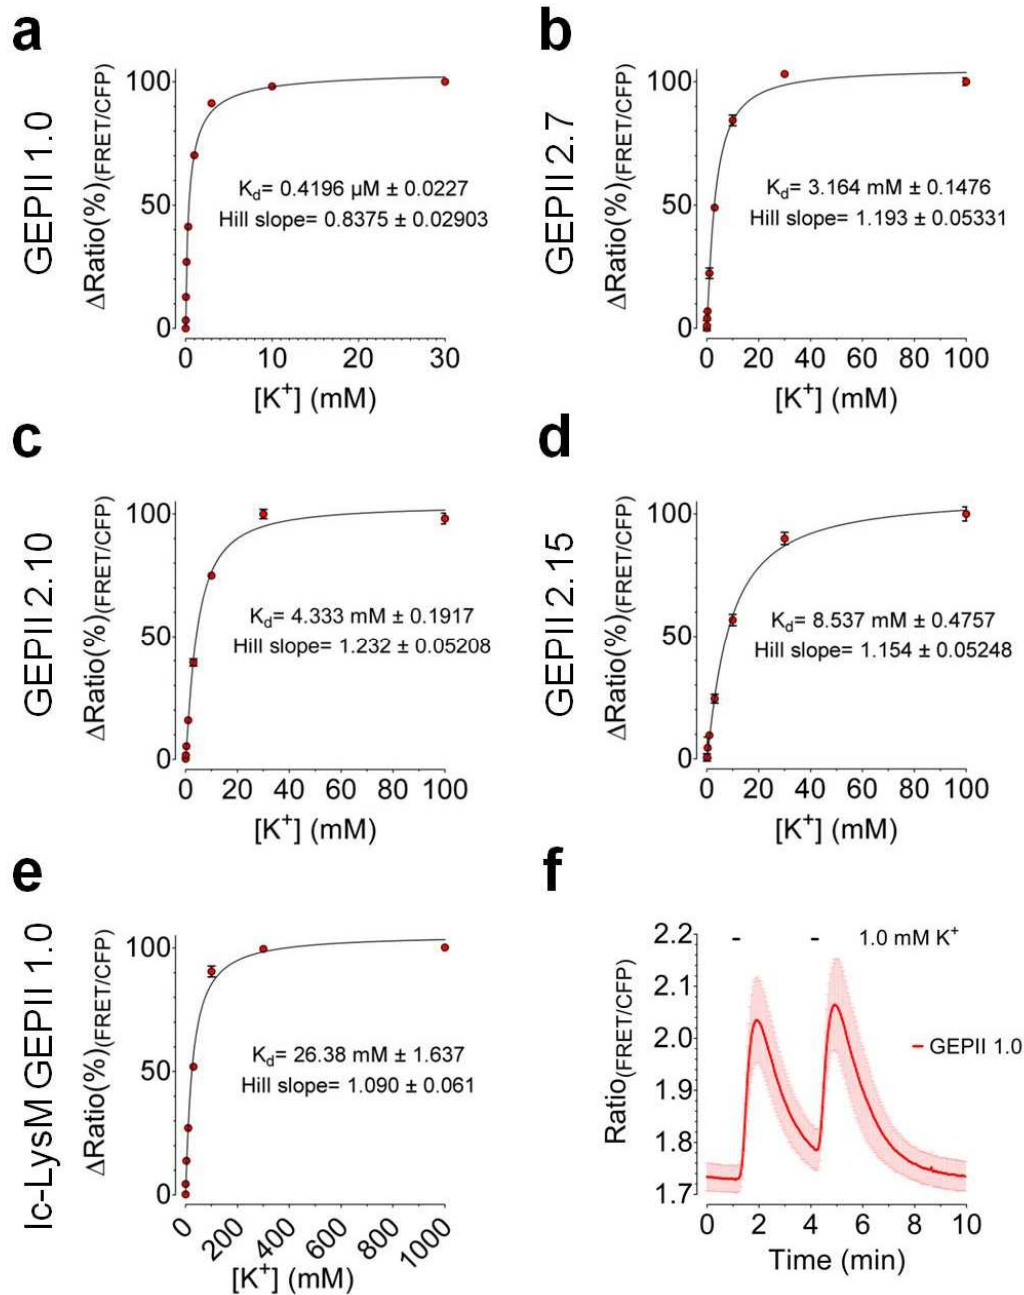 a
GEPII 1.0
ΔRatio(%)(FRET/CFP)
100
50
0
Kd= 0.4196 µM ± 0.0227
Hill slope= 0.8375 ± 0.02903
0 10 20 30
[K+] (mM)
b
GEPII 2.7
ΔRatio(%)(FRET/CFP)
100
50
0
Kd= 3.164 mM ± 0.1476
Hill slope= 1.193 ± 0.05331
0 20 40 60 80 100
[K+] (mM)
c
GEPII 2.10
ΔRatio(%)(FRET/CFP)
100
50
0
Kd= 4.333 mM ± 0.1917
Hill slope= 1.232 ± 0.05208
0 20 40 60 80 100
[K+] (mM)
d
GEPII 2.15
ΔRatio(%)(FRET/CFP)
100
50
0
Kd= 8.537 mM ± 0.4757
Hill slope= 1.154 ± 0.05248
0 20 40 60 80 100
[K+] (mM)
e
lc-LysM GEPII 1.0
ΔRatio(%)(FRET/CFP)
100
50
0
Kd= 26.38 mM ± 1.637
Hill slope= 1.090 ± 0.061
0 200 400 600 800 1000
[K+] (mM)
f
Ratio(FRET/CFP)
2.2
2.1
2.0
1.9
1.8
1.7
1.0 mM K+
GEPII 1.0
0 2 4 6 8 10
Time (min)